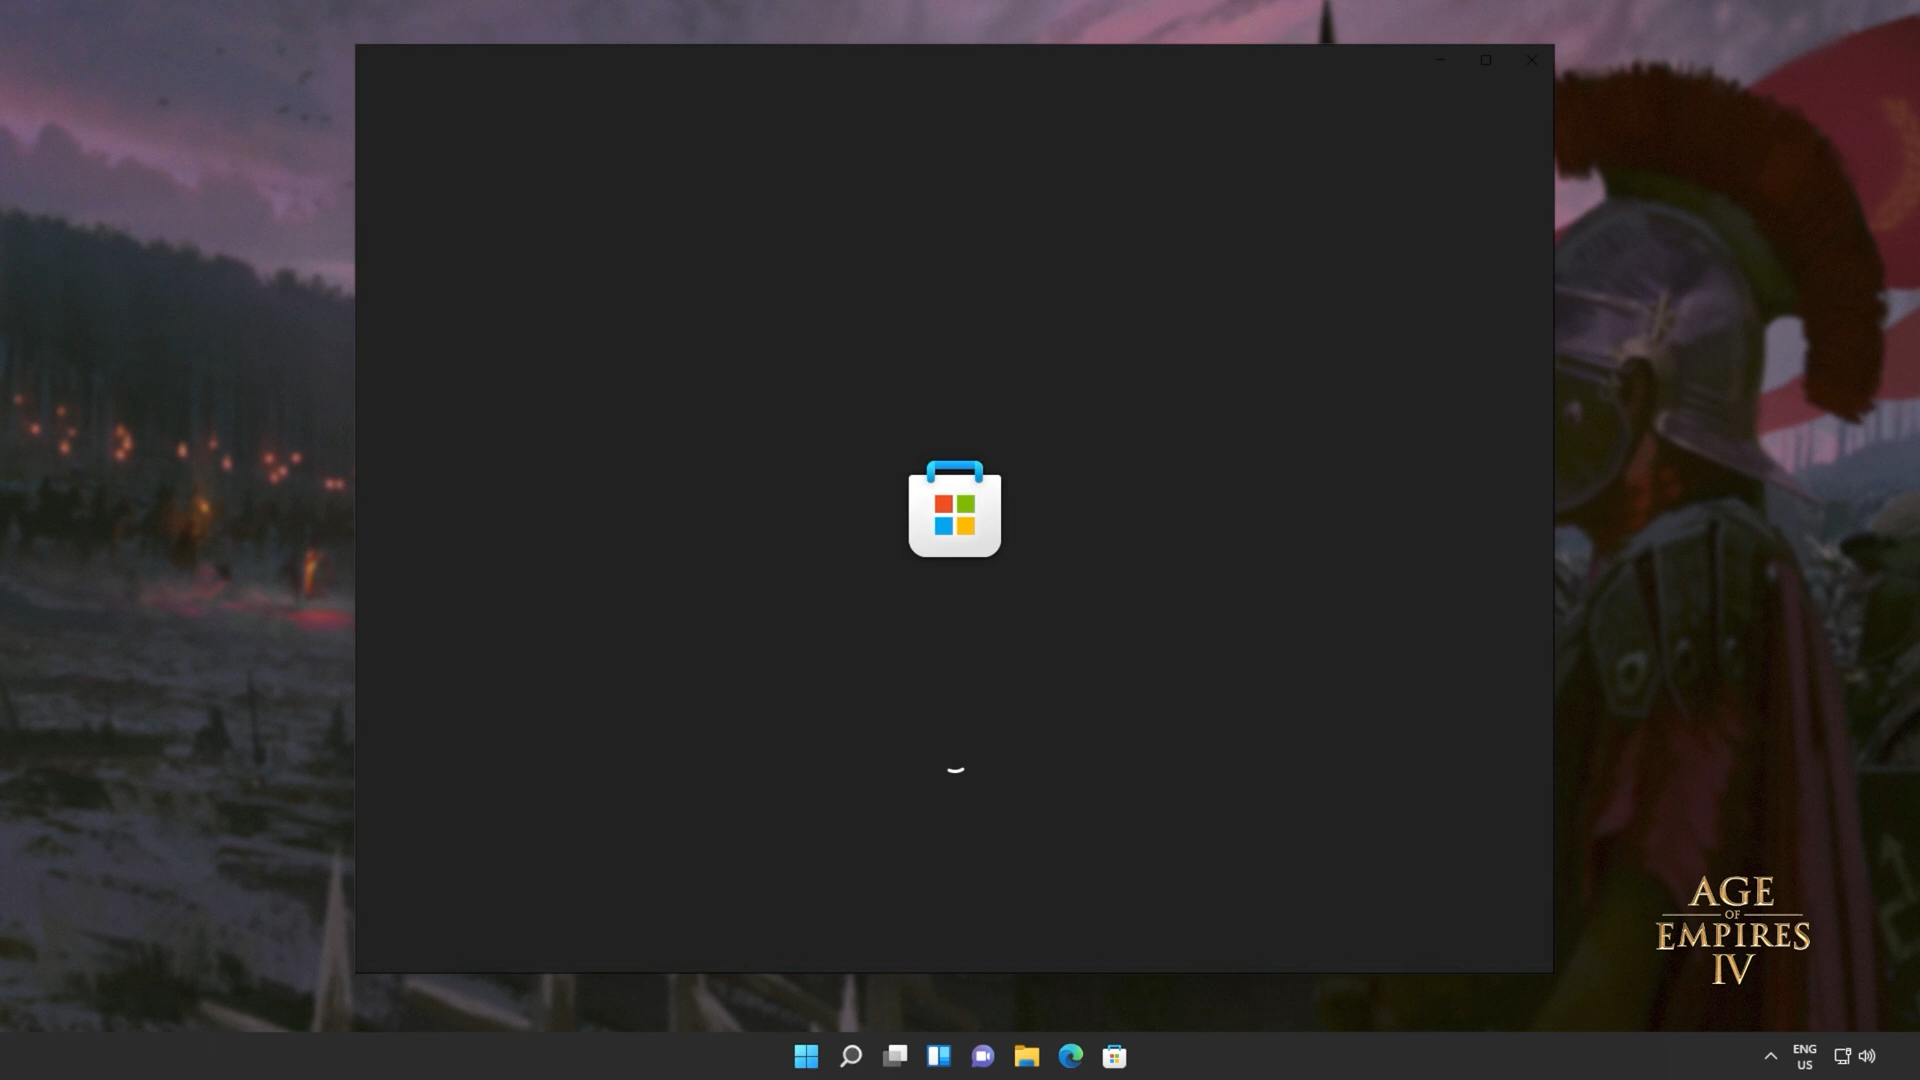 AGE
OF
EMPIRES
IV
ENG
US